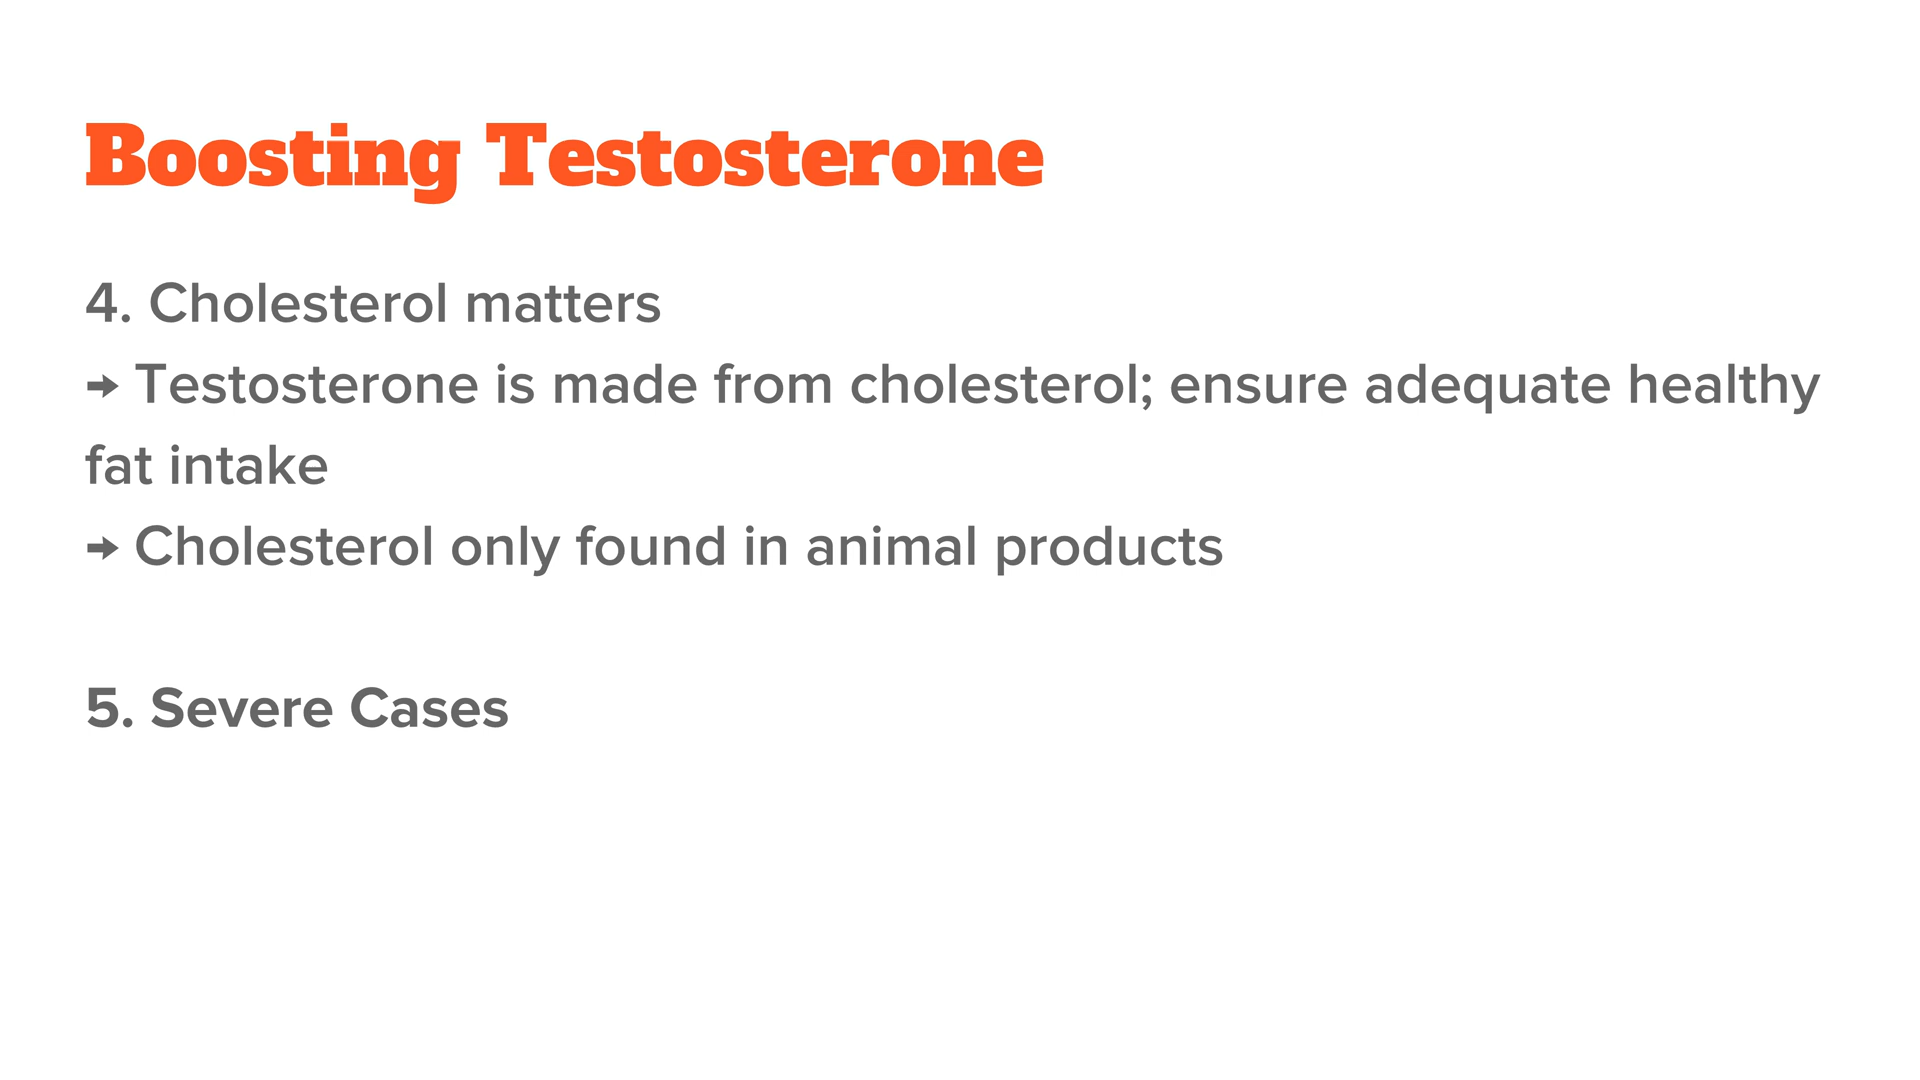 Boosting Testosterone
4. Cholesterol matters
→ Testosterone is made from cholesterol; ensure adequate healthy
fat intake
→ Cholesterol only found in animal products
5. Severe Cases